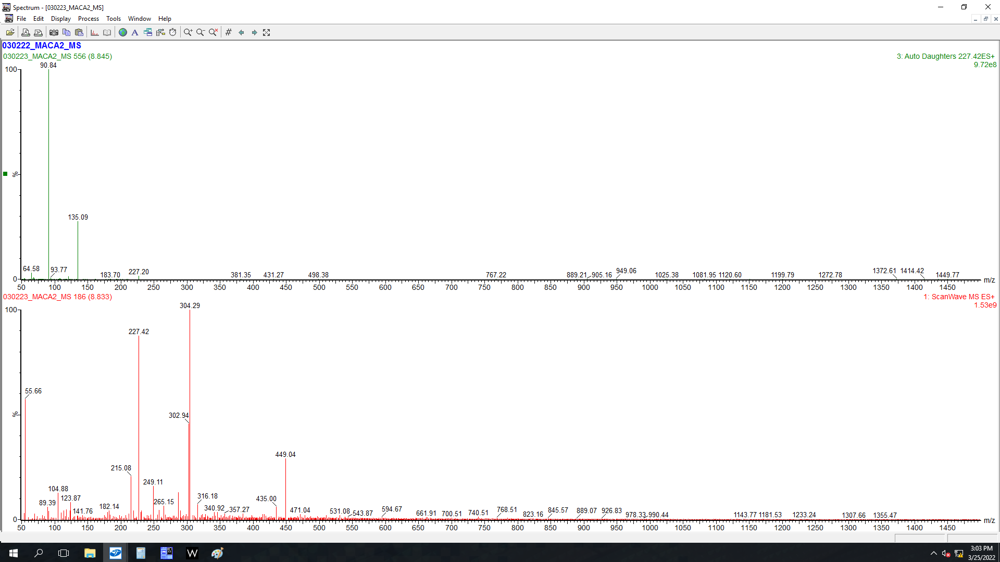 Spectrum - [030223_MACA2_MS]
File Edit Display Process Tools Window Help
030222_MACA2_MS
030223_MACA2_MS 556 (8.845)
3: Auto Daughters 227.42ES+
9.72e8
90.84
100
%
135.09
64.58 93.77 183.70 227.20 381.35 431.27 498.38 767.22 889.21 905.16 949.06 1025.38 1081.95 1120.60 1199.79 1272.78 1372.61 1414.42 1449.77
0
50 100 150 200 250 300 350 400 450 500 550 600 650 700 750 800 850 900 950 1000 1050 1100 1150 1200 1250 1300 1350 1400 1450 m/z
030223_MACA2_MS 186 (8.833)
1: ScanWave MS ES+
1.53e9
304.29
100
227.42
55.66
302.94
%
449.04
215.08
249.11
104.88
316.18
123.87
435.00
89.39 265.15
182.14 340.92 357.27 141.76 471.04 531.08 543.87 594.67 661.91 700.51 740.51 768.51 823.16 845.57 889.07 926.83 978.33 990.44 1143.77 1181.53 1233.24 1307.66 1355.47
0
50 100 150 200 250 300 350 400 450 500 550 600 650 700 750 800 850 900 950 1000 1050 1100 1150 1200 1250 1300 1350 1400 1450 m/z
W
3:03 PM
3/25/2022